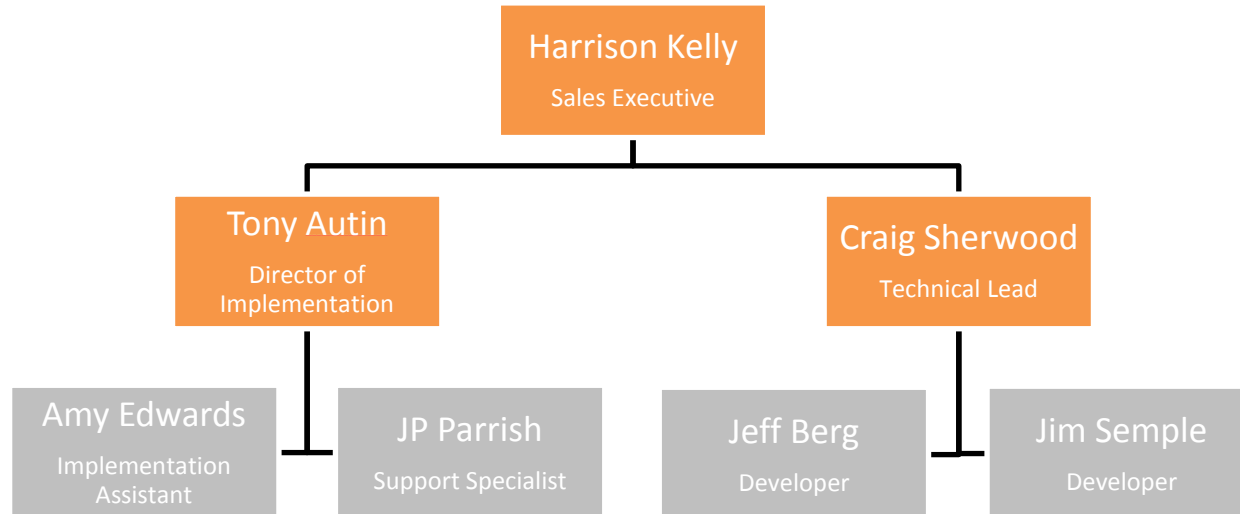 Harrison Kelly
Sales Executive
Tony Autin
Director of
Implementation
Craig Sherwood
Technical Lead
Amy Edwards
Implementation
Assistant
JP Parrish
Support Specialist
Jeff Berg
Developer
Jim Semple
Developer